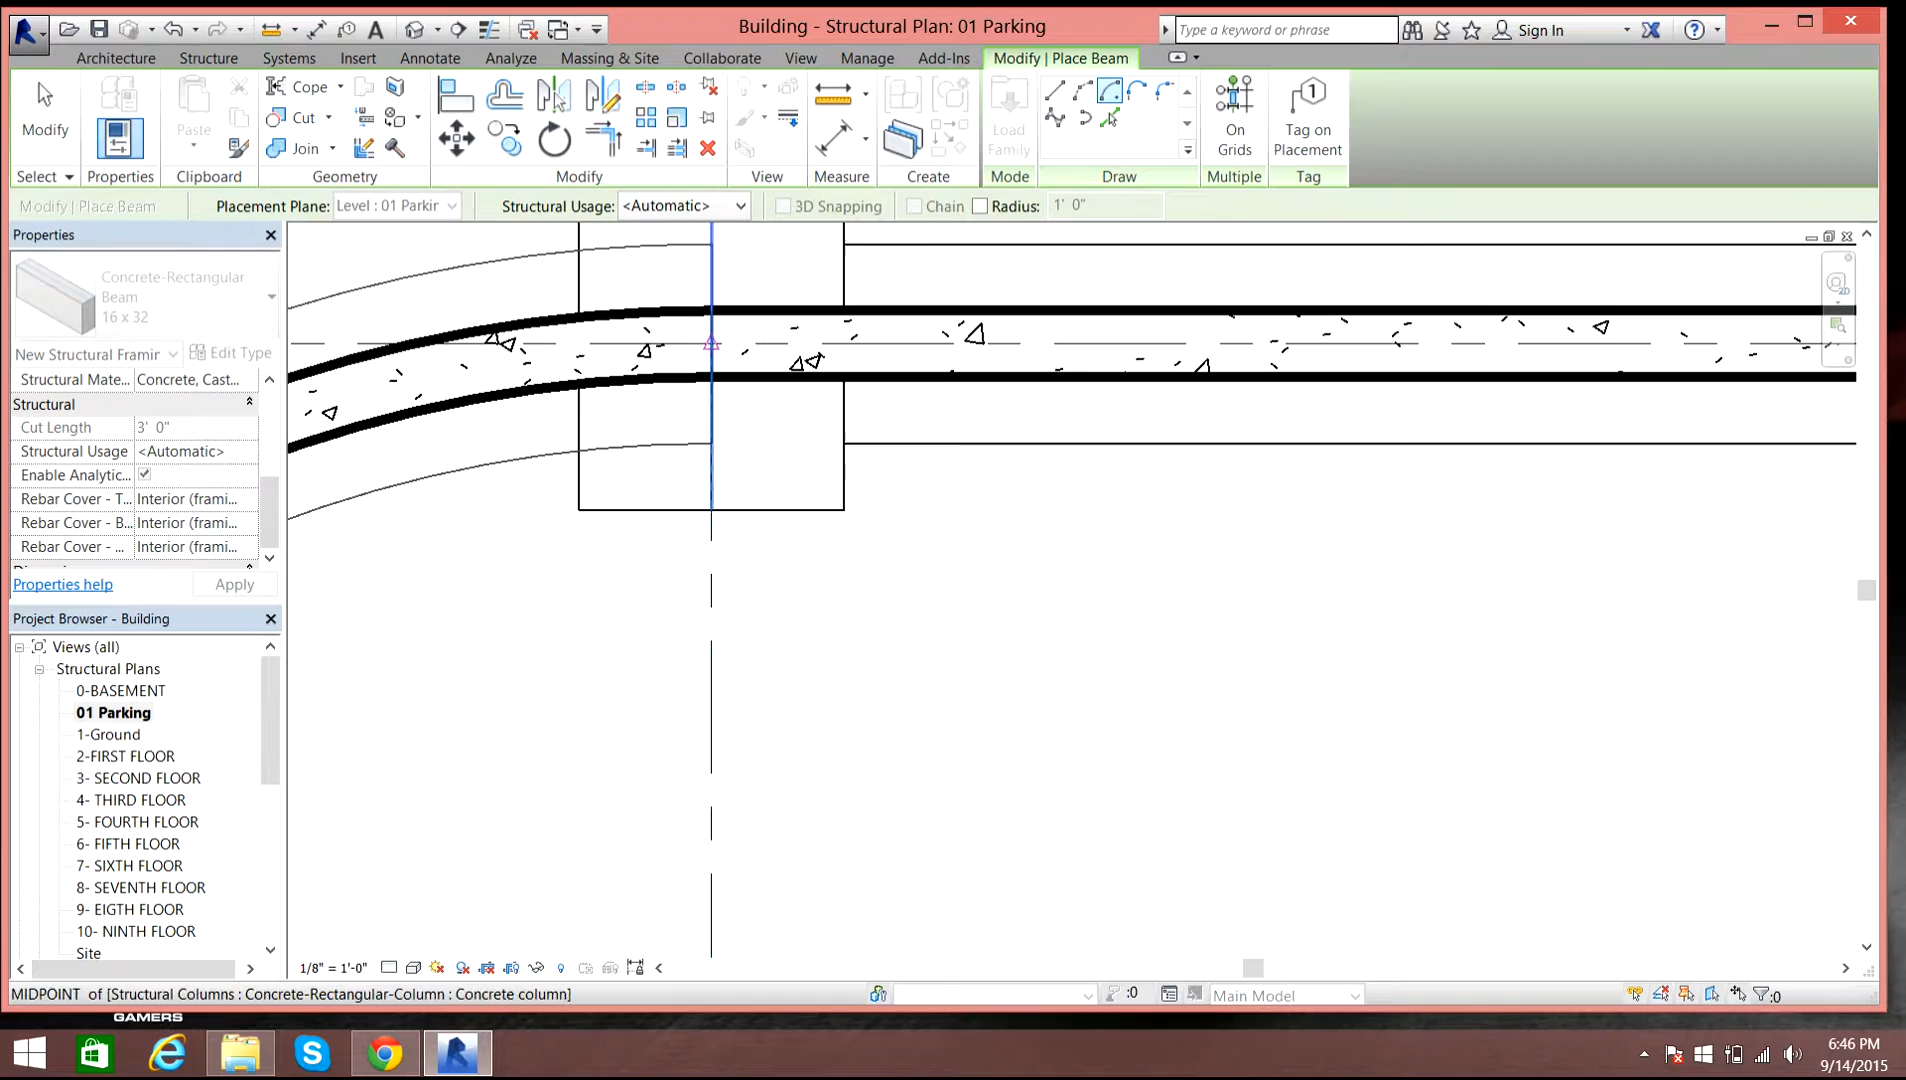 Building - Structural Plan: 01 Parking
Type a keyword or phrase
Sign In
Architecture Structure Systems Insert Annotate Analyze Massing & Site Collaborate View Manage Add-Ins Modify | Place Beam
Modify
Paste
Cope
Cut
Join
Load Family
On Grids
1
Tag on Placement
Select Properties Clipboard Geometry Modify View Measure Create Mode Draw Multiple Tag
Modify | Place Beam Placement Plane: Level : 01 Parkir Structural Usage: <Automatic> 3D Snapping Chain Radius: 1' 0"
Properties
Concrete-Rectangular
Beam
16 x 32
New Structural Framir Edit Type
Structural Mate... Concrete, Cast...
Structural
Cut Length 3' 0"
Structural Usage <Automatic>
Enable Analytic...
Rebar Cover - T... Interior (frami...
Rebar Cover - B... Interior (frami...
Rebar Cover - ... Interior (frami...
Properties help Apply
Project Browser - Building
Views (all)
Structural Plans
0-BASEMENT
01 Parking
1-Ground
2-FIRST FLOOR
3- SECOND FLOOR
4- THIRD FLOOR
5- FOURTH FLOOR
6- FIFTH FLOOR
7- SIXTH FLOOR
8- SEVENTH FLOOR
9- EIGTH FLOOR
10- NINTH FLOOR
Site
2D
1/8" = 1'-0"
MIDPOINT of [Structural Columns : Concrete-Rectangular-Column : Concrete column]
:0
Main Model
:0
GAMERS
6:46 PM
9/14/2015